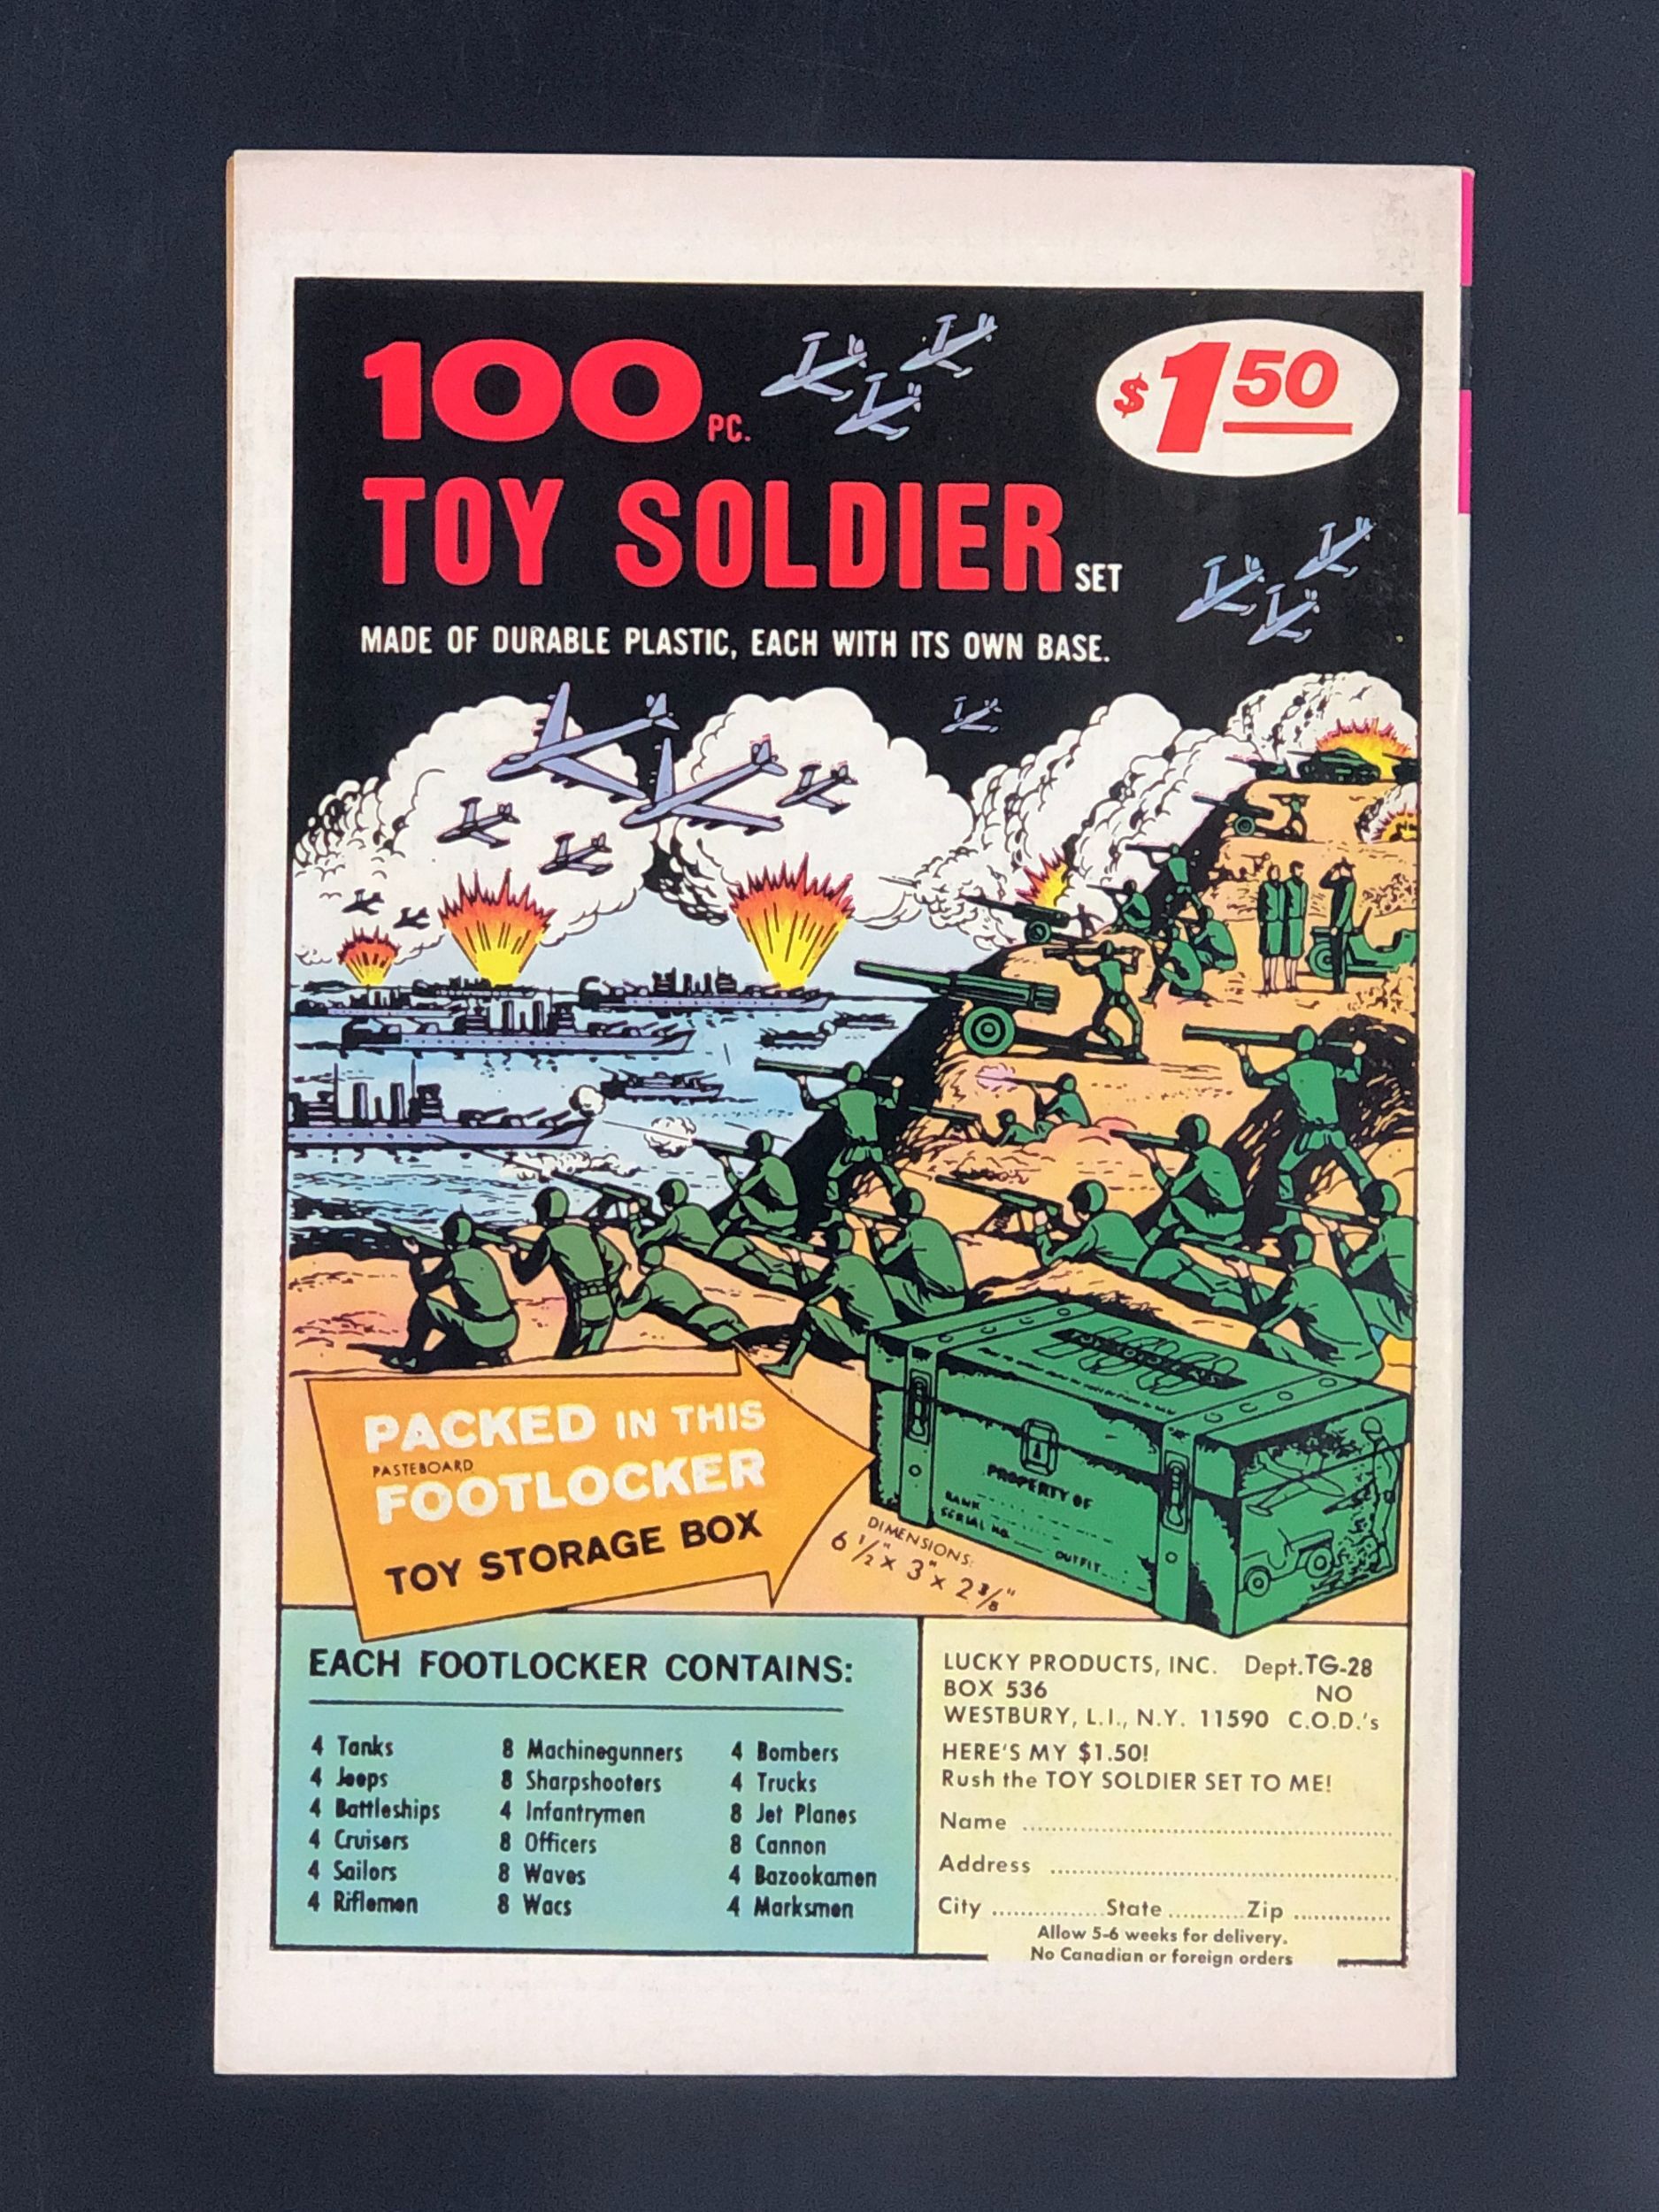 100 PC.
$1 50
TOY SOLDIER SET
MADE OF DURABLE PLASTIC, EACH WITH ITS OWN BASE.
PACKED IN THIS
PASTEBOARD
FOOTLOCKER
TOY STORAGE BOX
PROPERTY OF
RANK
SERIAL NO.
OUTFIT
DIMENSIONS:
6 1/2" x 3" x 2 3/8"
EACH FOOTLOCKER CONTAINS:
4 Tanks
4 Jeeps
4 Battleships
4 Cruisers
4 Sailors
4 Riflemen
8 Machinegunners
8 Sharpshooters
4 Infantrymen
8 Officers
8 Waves
8 Wacs
4 Bombers
4 Trucks
8 Jet Planes
8 Cannon
4 Bazookamen
4 Marksmen
LUCKY PRODUCTS, INC. Dept.TG-28
BOX 536 NO
WESTBURY, L.I., N.Y. 11590 C.O.D.'s
HERE'S MY $1.50!
Rush the TOY SOLDIER SET TO ME!
Name
Address
City State Zip
Allow 5-6 weeks for delivery.
No Canadian or foreign orders